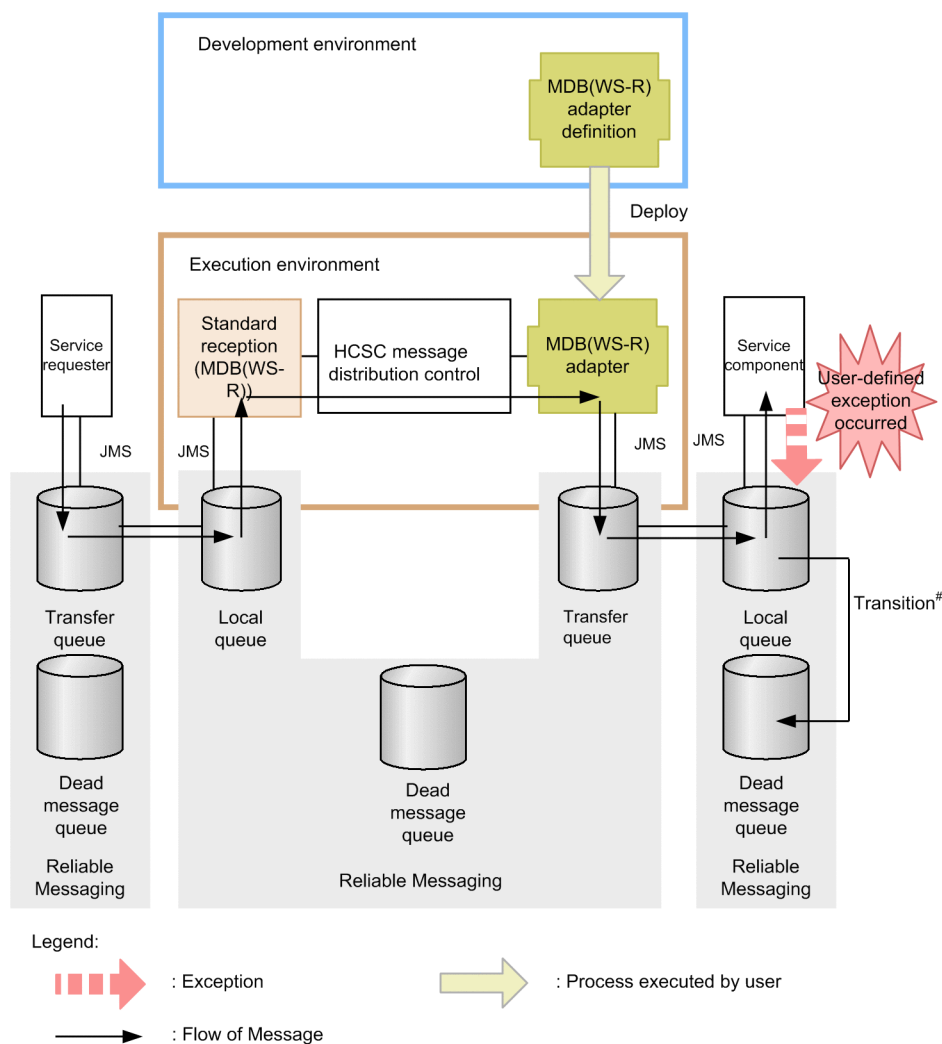 Development environment
MDB(WS-R)
adapter
definition
Deploy
Execution environment
Service
requester
Standard
reception
(MDB(WS-
R))
HCSC message
distribution control
MDB(WS-R)
adapter
Service
component
User-defined
exception
occurred
JMS
JMS
JMS
JMS
Transfer
queue
Local
queue
Transfer
queue
Local
queue
Transition#
Dead
message
queue
Dead
message
queue
Dead
message
queue
Reliable
Messaging
Reliable Messaging
Reliable
Messaging
Legend:
: Exception
: Process executed by user
: Flow of Message